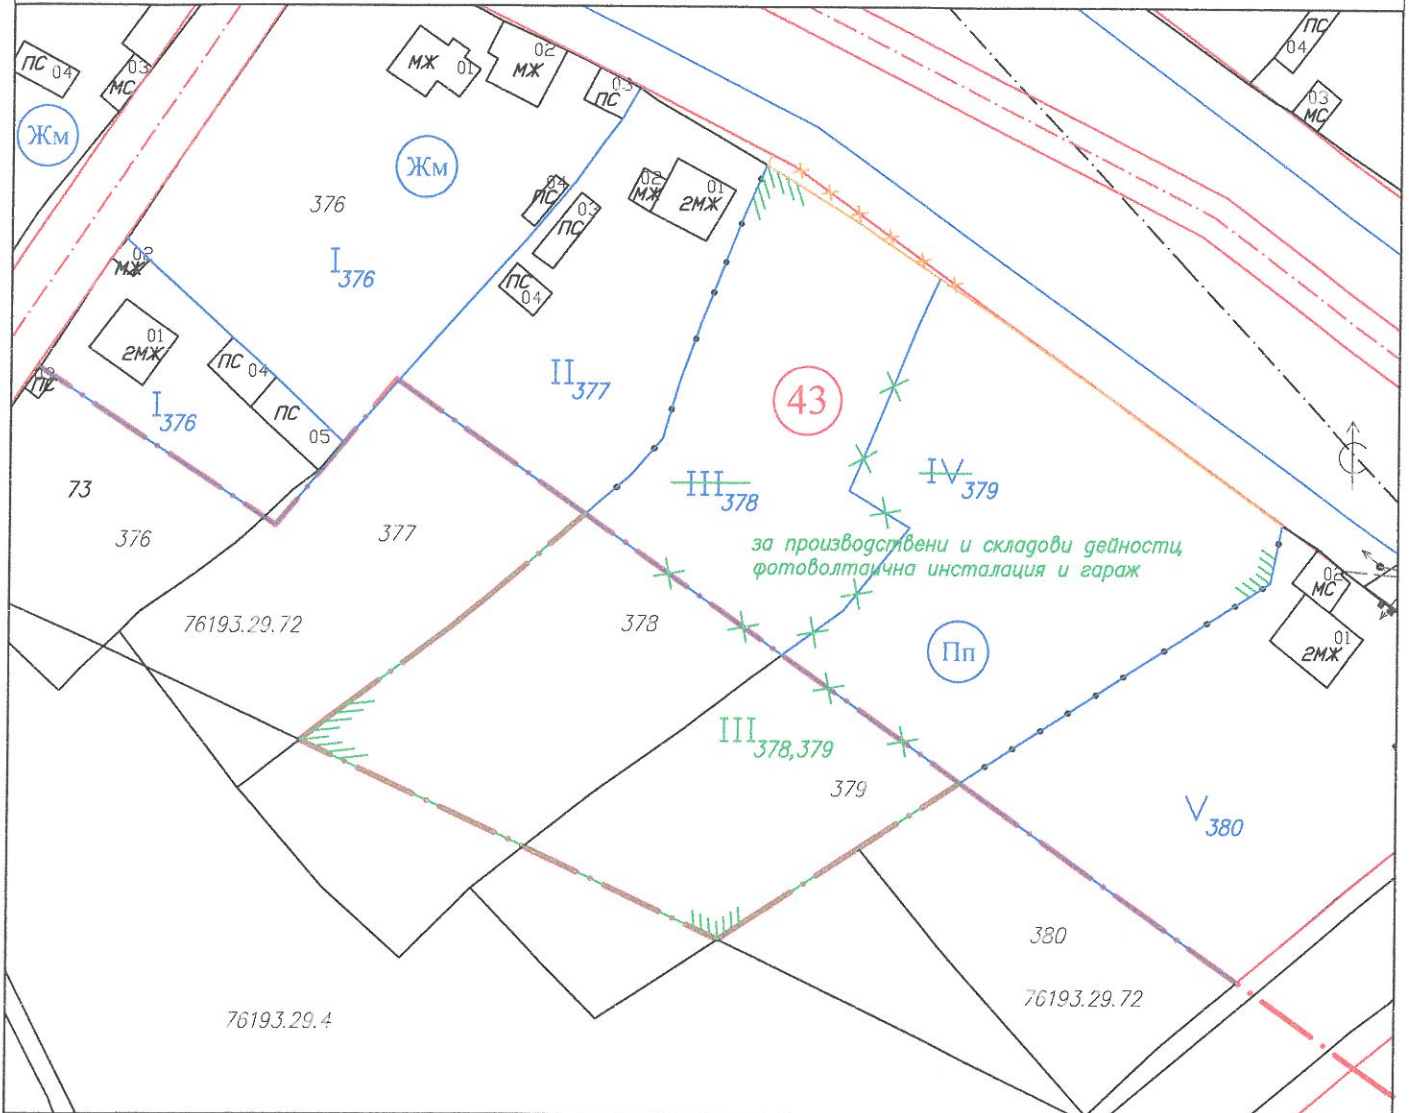 ПС 04
03
МС
Жм
МЖ 01
02
МЖ
03
ПС
ПС
04
03
МС
Жм
376
I376
04
ПС
03
ПС
ПС
04
02
МЖ
01
2МЖ
02
МЖ
01
2МЖ
ПС 04
ПС
05
ПС
I376
II377
43
III378
IV379
73
376
377
за производствени и складови дейности,
фотоволтаична инсталация и гараж
02
МС
01
2МЖ
76193.29.72
378
Пп
III378,379
379
V380
380
76193.29.72
76193.29.4